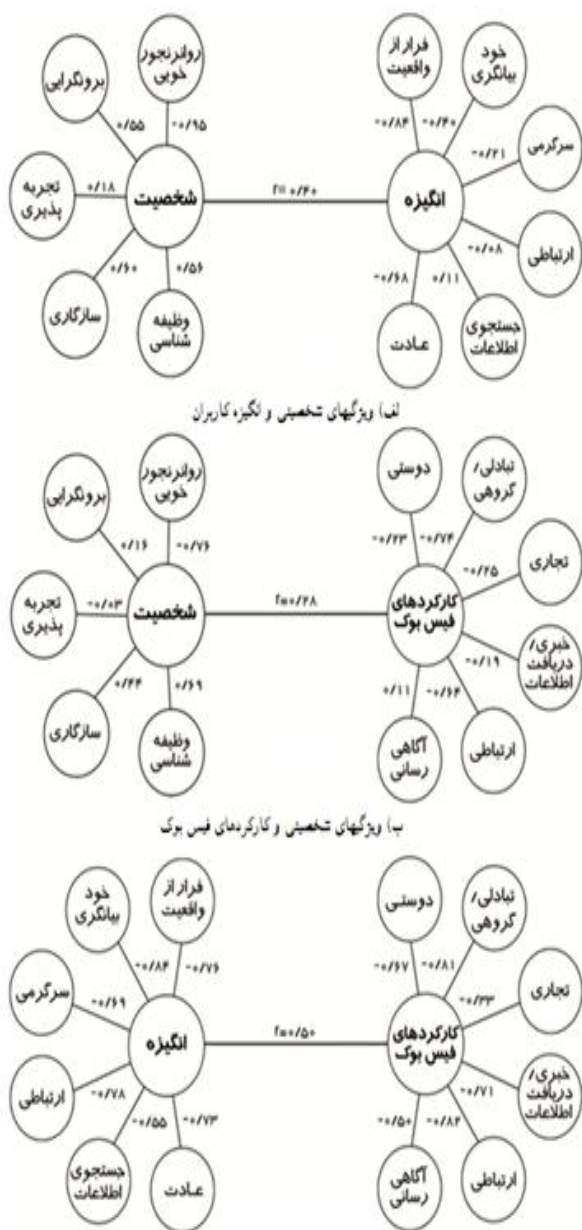 روانرنجور
خویی
برونگرایی
تجربه
پذیری
سازگاری
وظیفه
شناسی
شخصیت
-۰/۹۵
۰/۵۵
۰/۱۸
۰/۶۰
۰/۵۶
r=۰/۴۰
انگیزه
فرار از
واقعیت
خود
بیانگری
سرگرمی
ارتباطی
جستجوی
اطلاعات
عادت
-۰/۸۴
-۰/۴۰
-۰/۲۱
-۰/۰۸
۰/۱۱
-۰/۶۸
لف) ویژگیهای شخصیتی و انگیزه کاربران
روانرنجور
خویی
برونگرایی
تجربه
پذیری
سازگاری
وظیفه
شناسی
شخصیت
-۰/۷۶
۰/۱۶
-۰/۰۳
۰/۴۴
۰/۶۹
r=۰/۲۸
کارکردهای
فیس بوک
دوستی
تبادلی/
گروهی
تجاری
خبری/
دریافت
اطلاعات
ارتباطی
آگاهی
رسانی
-۰/۲۳
-۰/۷۴
-۰/۲۵
-۰/۱۹
-۰/۶۴
۰/۱۱
ب) ویژگیهای شخصیتی و کارکردهای فیس بوک
فرار از
واقعیت
خود
بیانگری
سرگرمی
ارتباطی
جستجوی
اطلاعات
عادت
انگیزه
-۰/۷۶
-۰/۸۴
-۰/۶۹
-۰/۷۸
-۰/۵۵
-۰/۷۳
r=۰/۵۰
کارکردهای
فیس بوک
دوستی
تبادلی/
گروهی
تجاری
خبری/
دریافت
اطلاعات
ارتباطی
آگاهی
رسانی
-۰/۶۷
-۰/۸۱
-۰/۳۳
-۰/۷۱
-۰/۸۲
-۰/۵۰